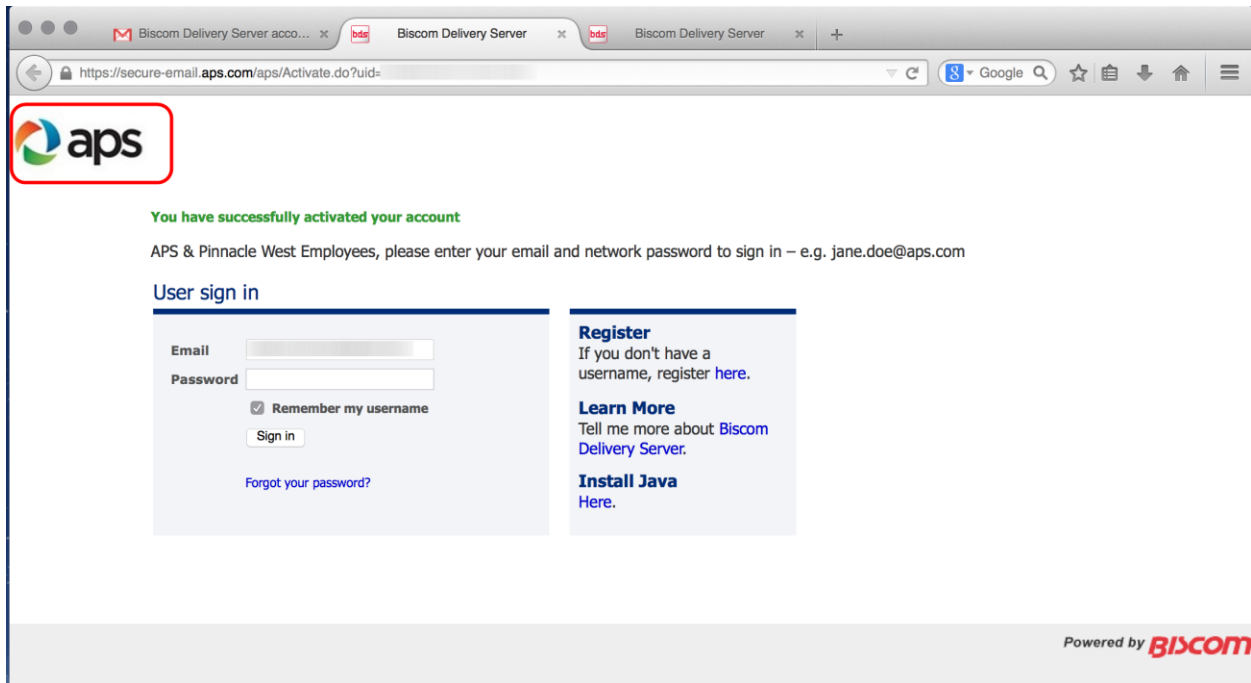 Biscom Delivery Server acco...
bds Biscom Delivery Server
bds Biscom Delivery Server
https://secure-email.aps.com/aps/Activate.do?uid=
Google
aps
You have successfully activated your account
APS & Pinnacle West Employees, please enter your email and network password to sign in – e.g. jane.doe@aps.com
User sign in
Email
Password
Remember my username
Sign in
Forgot your password?
Register
If you don't have a
username, register here.
Learn More
Tell me more about Biscom
Delivery Server.
Install Java
Here.
Powered by BISCOM